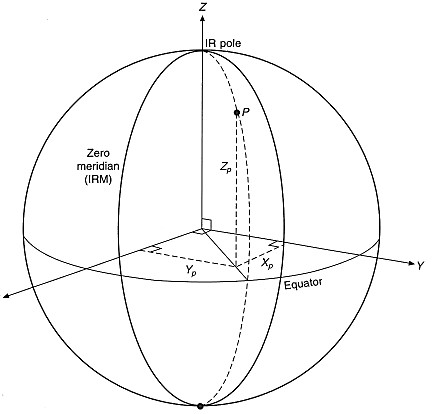 Z
IR pole
P
Zero
meridian
(IRM)
Zp
Yp
Xp
Y
Equator
X